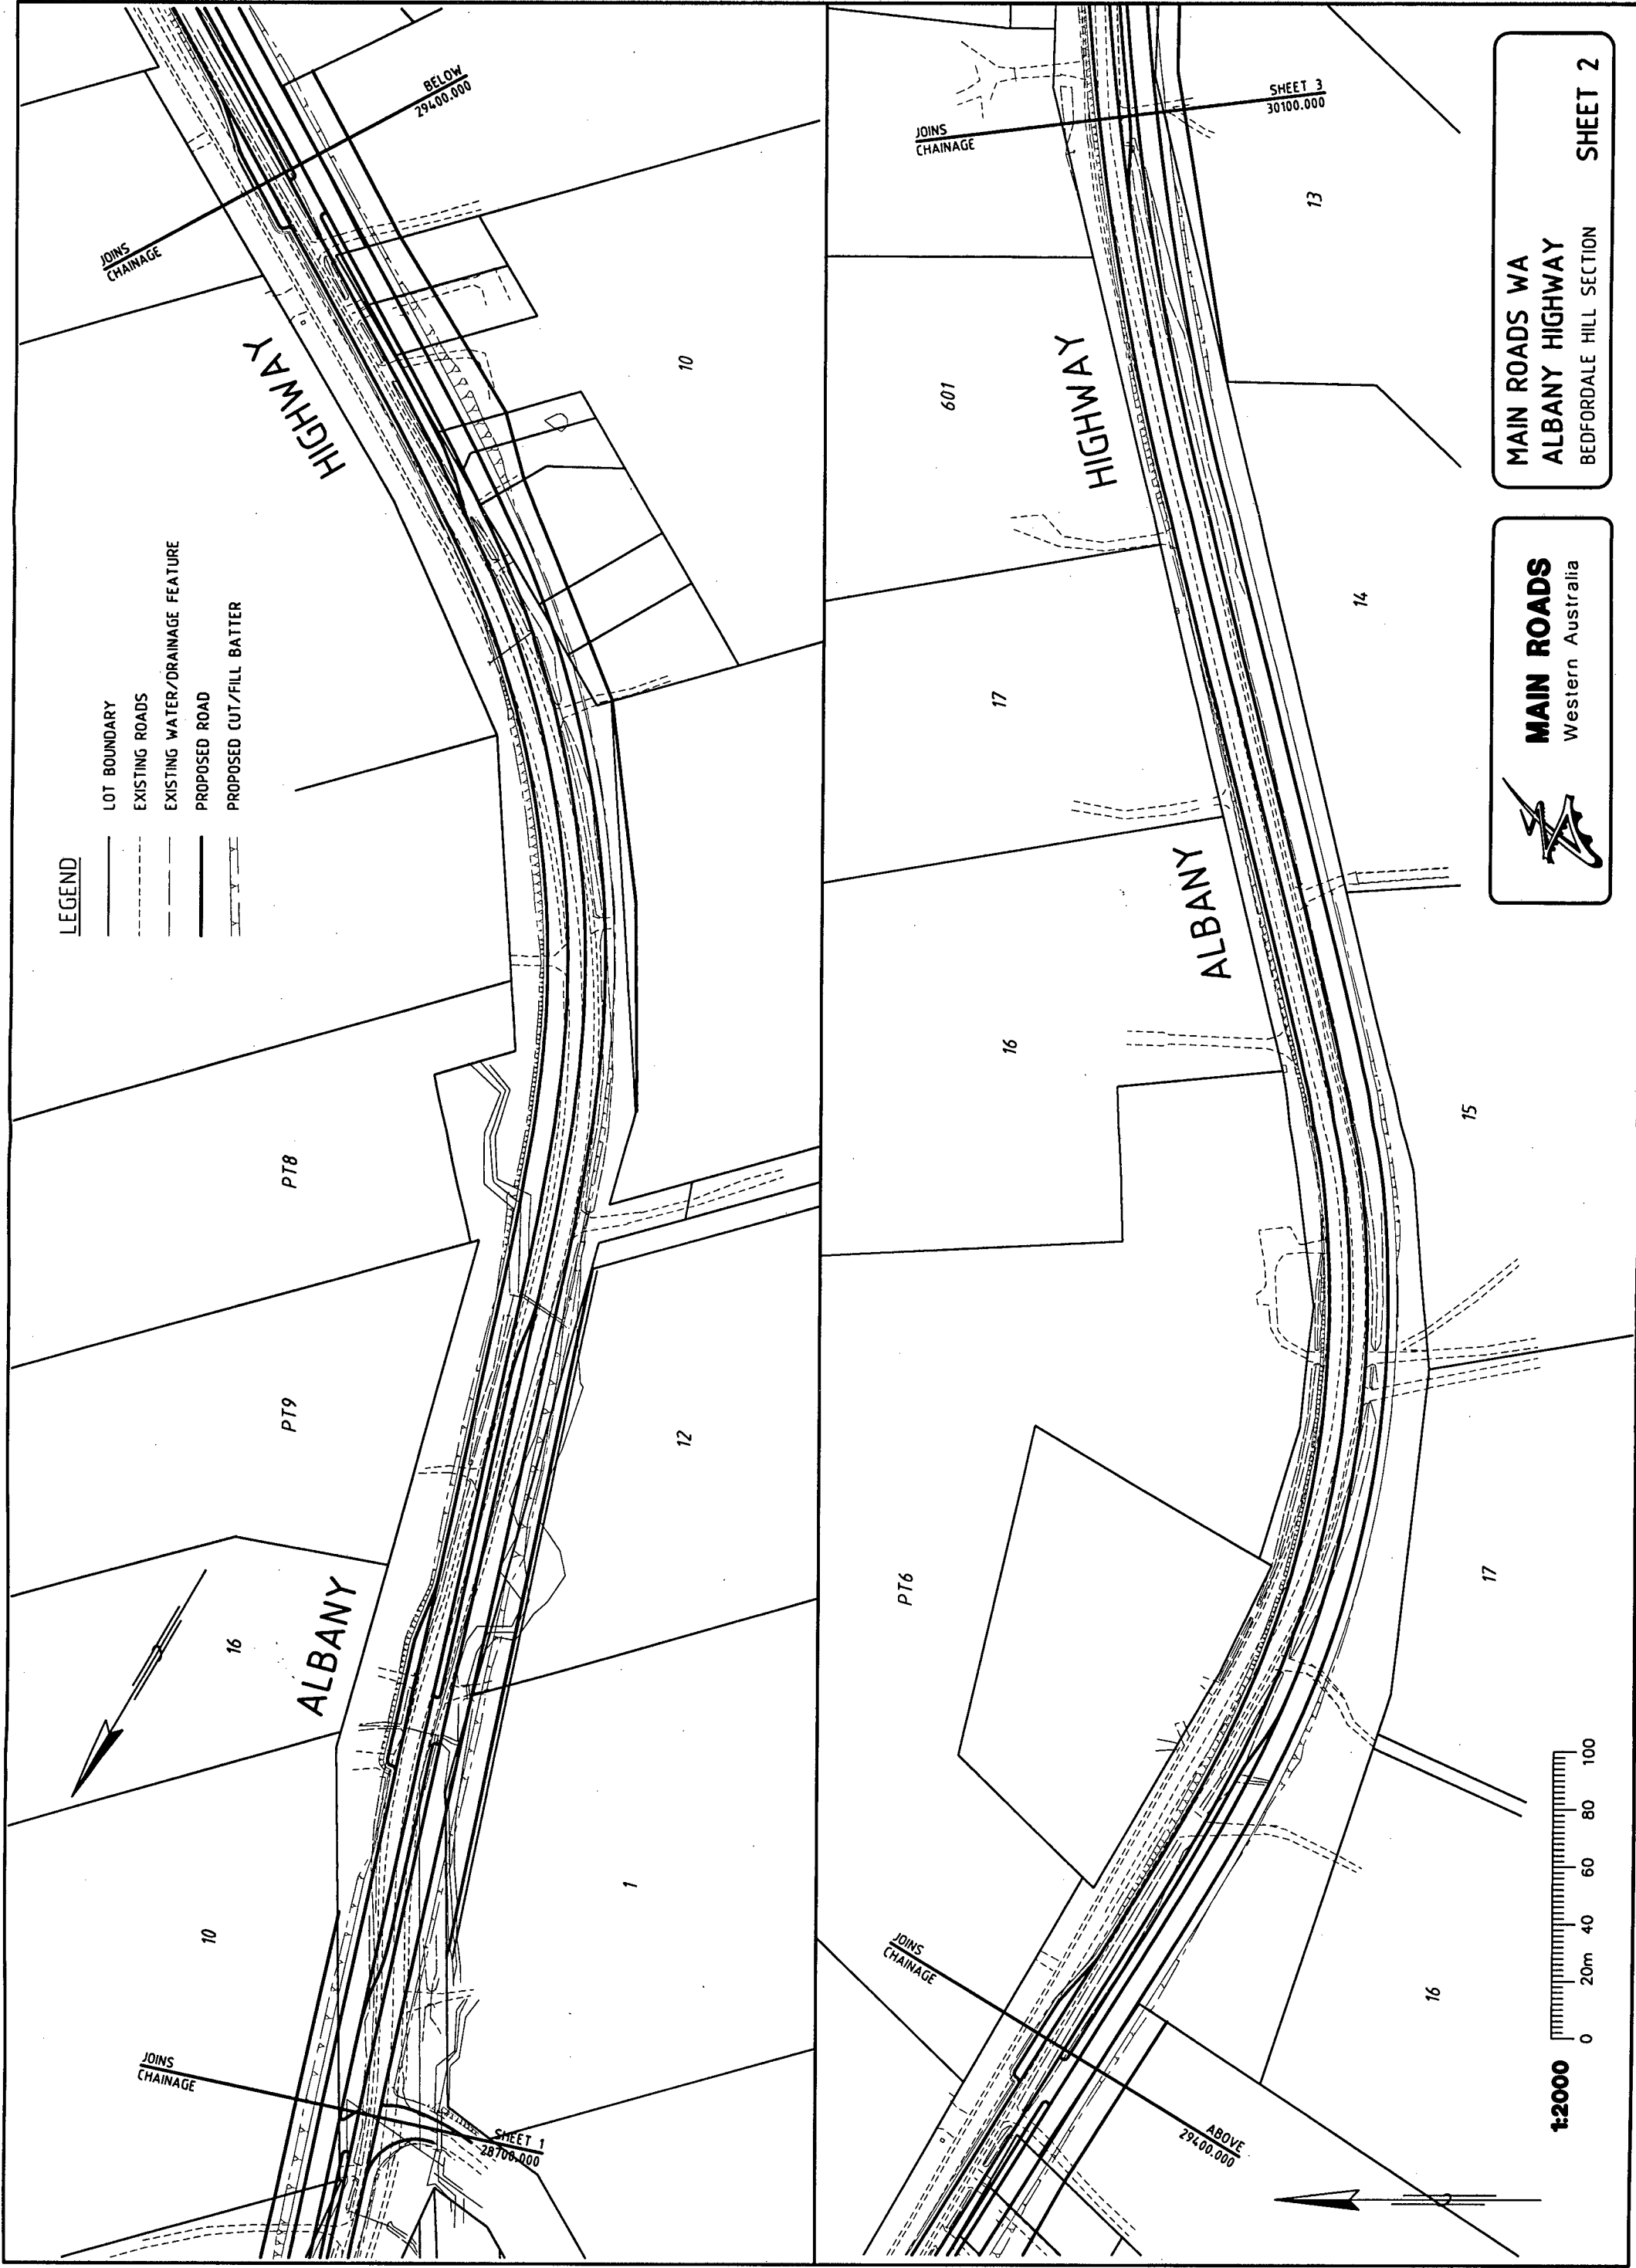 LEGEND
LOT BOUNDARY
EXISTING ROADS
EXISTING WATER/DRAINAGE FEATURE
PROPOSED ROAD
PROPOSED CUT/FILL BATTER
JOINS
CHAINAGE
SHEET 1
28700.000
10
16
PT9
PT8
ALBANY
HIGHWAY
1
12
10
JOINS
CHAINAGE
BELOW
29400.000
JOINS
CHAINAGE
ABOVE
29400.000
PT6
16
17
601
ALBANY
HIGHWAY
16
17
15
14
13
JOINS
CHAINAGE
SHEET 3
30100.000
1:2000
0 20m 40 60 80 100
MAIN ROADS
Western Australia
MAIN ROADS WA
ALBANY HIGHWAY
BEDFORDALE HILL SECTION SHEET 2